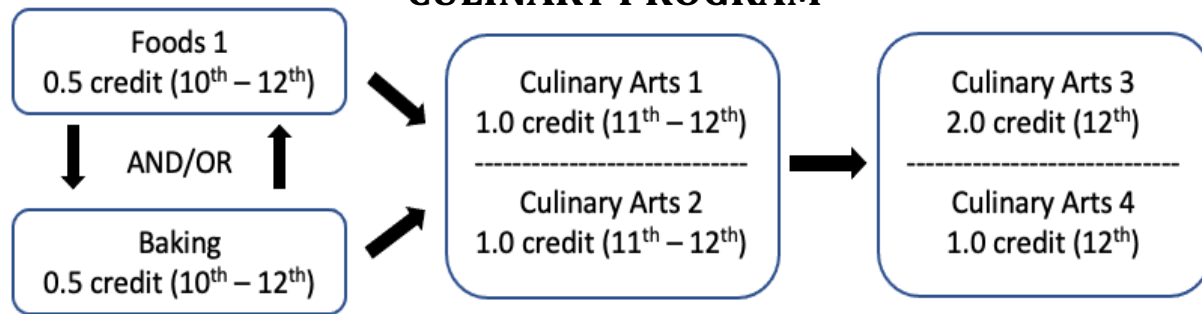 CULINARY PROGRAM
Foods 1
0.5 credit (10th – 12th)
AND/OR
Baking
0.5 credit (10th – 12th)
Culinary Arts 1
1.0 credit (11th – 12th)
-----------------------------
Culinary Arts 2
1.0 credit (11th – 12th)
Culinary Arts 3
2.0 credit (12th)
-----------------------------
Culinary Arts 4
1.0 credit (12th)